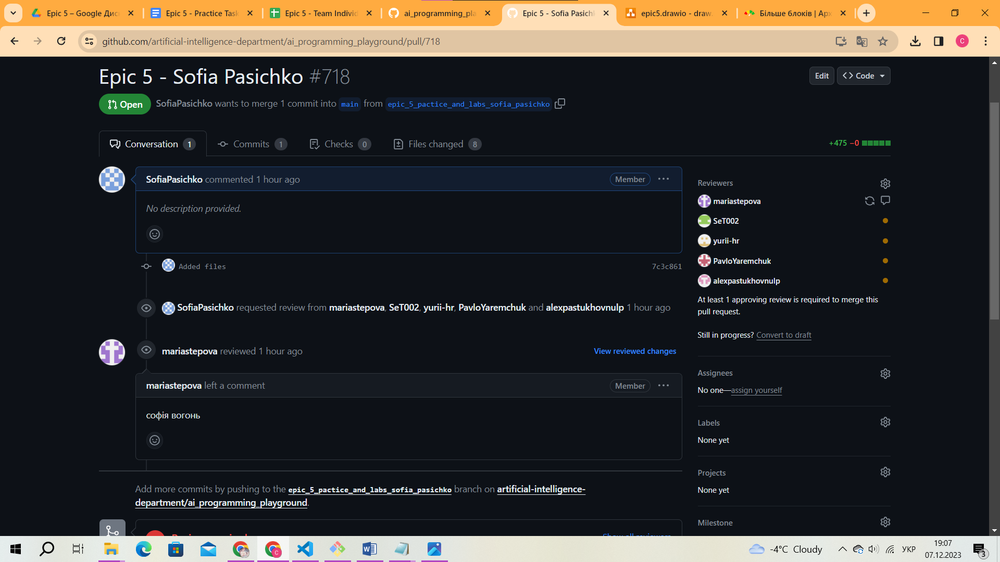 Epic 5 – Google Диск
Epic 5 - Practice Task
Epic 5 - Team Individ
ai_programming_pla
Epic 5 - Sofia Pasichk
epic5.drawio - draw.
Більше блоків | Арх
github.com/artificial-intelligence-department/ai_programming_playground/pull/718
C
Epic 5 - Sofia Pasichko #718
Edit
Code
Open
SofiaPasichko wants to merge 1 commit into main from epic_5_pactice_and_labs_sofia_pasichko
Conversation 1
Commits 1
Checks 0
Files changed 8
+475 −0
SofiaPasichko commented 1 hour ago
Member
No description provided.
Added files
7c3c861
SofiaPasichko requested review from mariastepova, SeT002, yurii-hr, PavloYaremchuk and alexpastukhovnulp 1 hour ago
mariastepova reviewed 1 hour ago
View reviewed changes
mariastepova left a comment
Member
софія вогонь
Add more commits by pushing to the epic_5_pactice_and_labs_sofia_pasichko branch on artificial-intelligence-
department/ai_programming_playground.
Reviewers
mariastepova
SeT002
yurii-hr
PavloYaremchuk
alexpastukhovnulp
At least 1 approving review is required to merge this
pull request.
Still in progress? Convert to draft
Assignees
No one—assign yourself
Labels
None yet
Projects
None yet
Milestone
Show all reviewers
-4°C Cloudy
УКР
19:07
07.12.2023
3